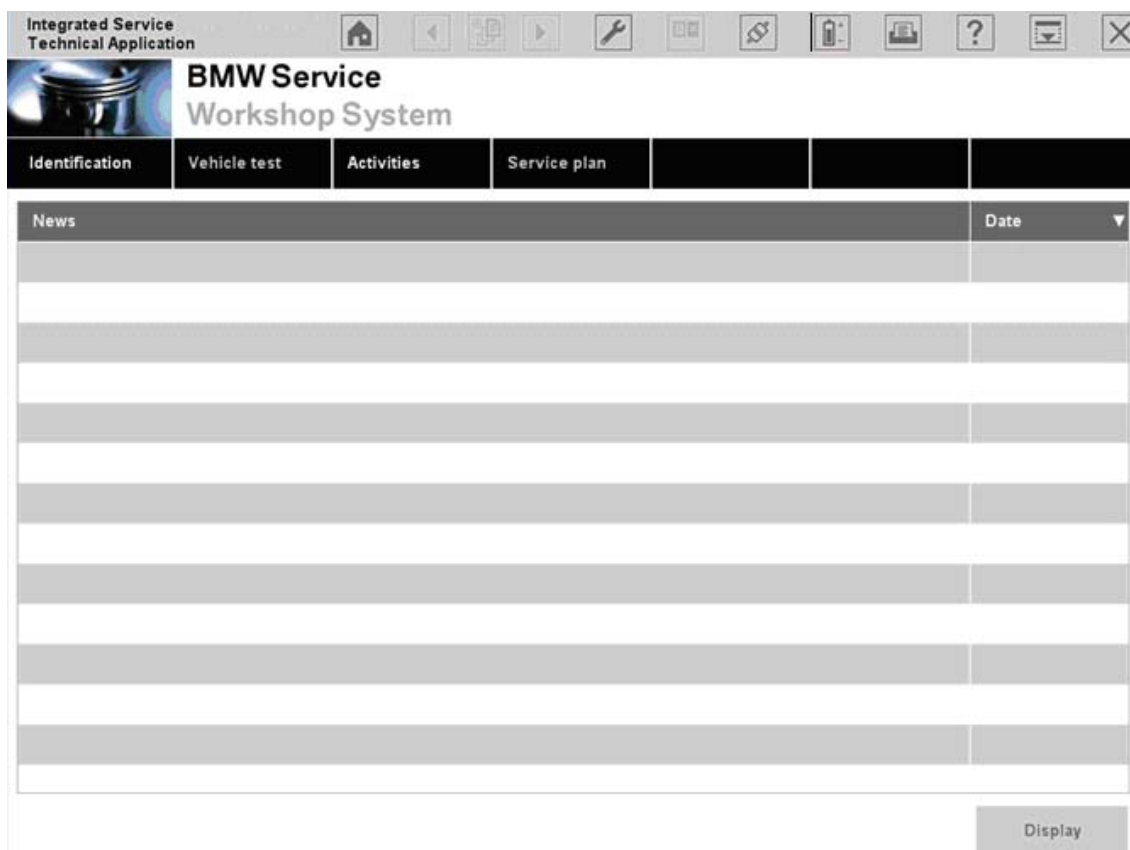 Integrated Service
Technical Application
?
BMW Service
Workshop System
Identification Vehicle test Activities Service plan
News Date ▼
Display